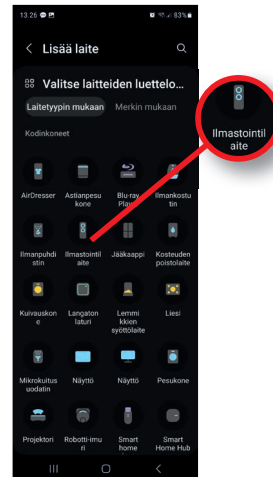 13.26
83%
Lisää laite
Valitse laitteiden luettelo...
Laitetyypin mukaan
Merkin mukaan
Kodinkoneet
AirDresser
Astianpesu
kone
Blu-ray
Ilmankostu
tin
Ilmanpuhdi
stin
Ilmastointil
aite
Jääkaappi
Kosteuden
poistolaite
Kuivauskon
e
Langaton
laturi
Lemmi
kkien
syöttölaite
Liesi
Mikrokuitus
uodatin
Näyttö
Näyttö
Pesukone
Projektori
Robotti-imu
ri
Smart
home
Smart
Home Hub
Ilmastointil
aite